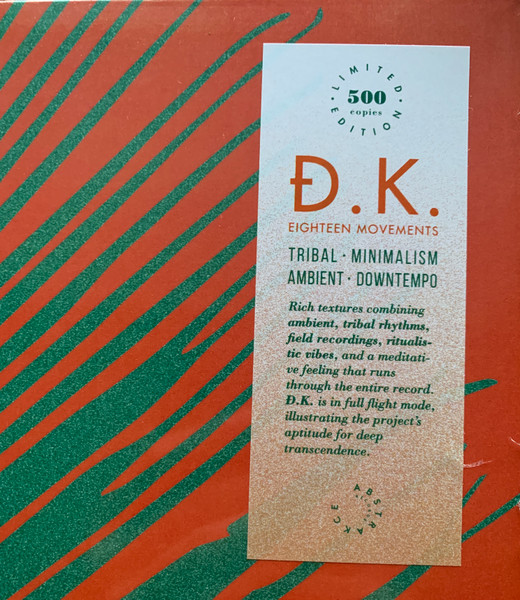 LIMITED
500
copies
EDITION
Đ.K.
EIGHTEEN MOVEMENTS
TRIBAL · MINIMALISM
AMBIENT · DOWNTEMPO
Rich textures combining
ambient, tribal rhythms,
field recordings, ritualis-
tic vibes, and a meditati-
ve feeling that runs
through the entire record.
Đ.K. is in full flight mode,
illustrating the project's
aptitude for deep
transcendence.
ABSTRAKCE